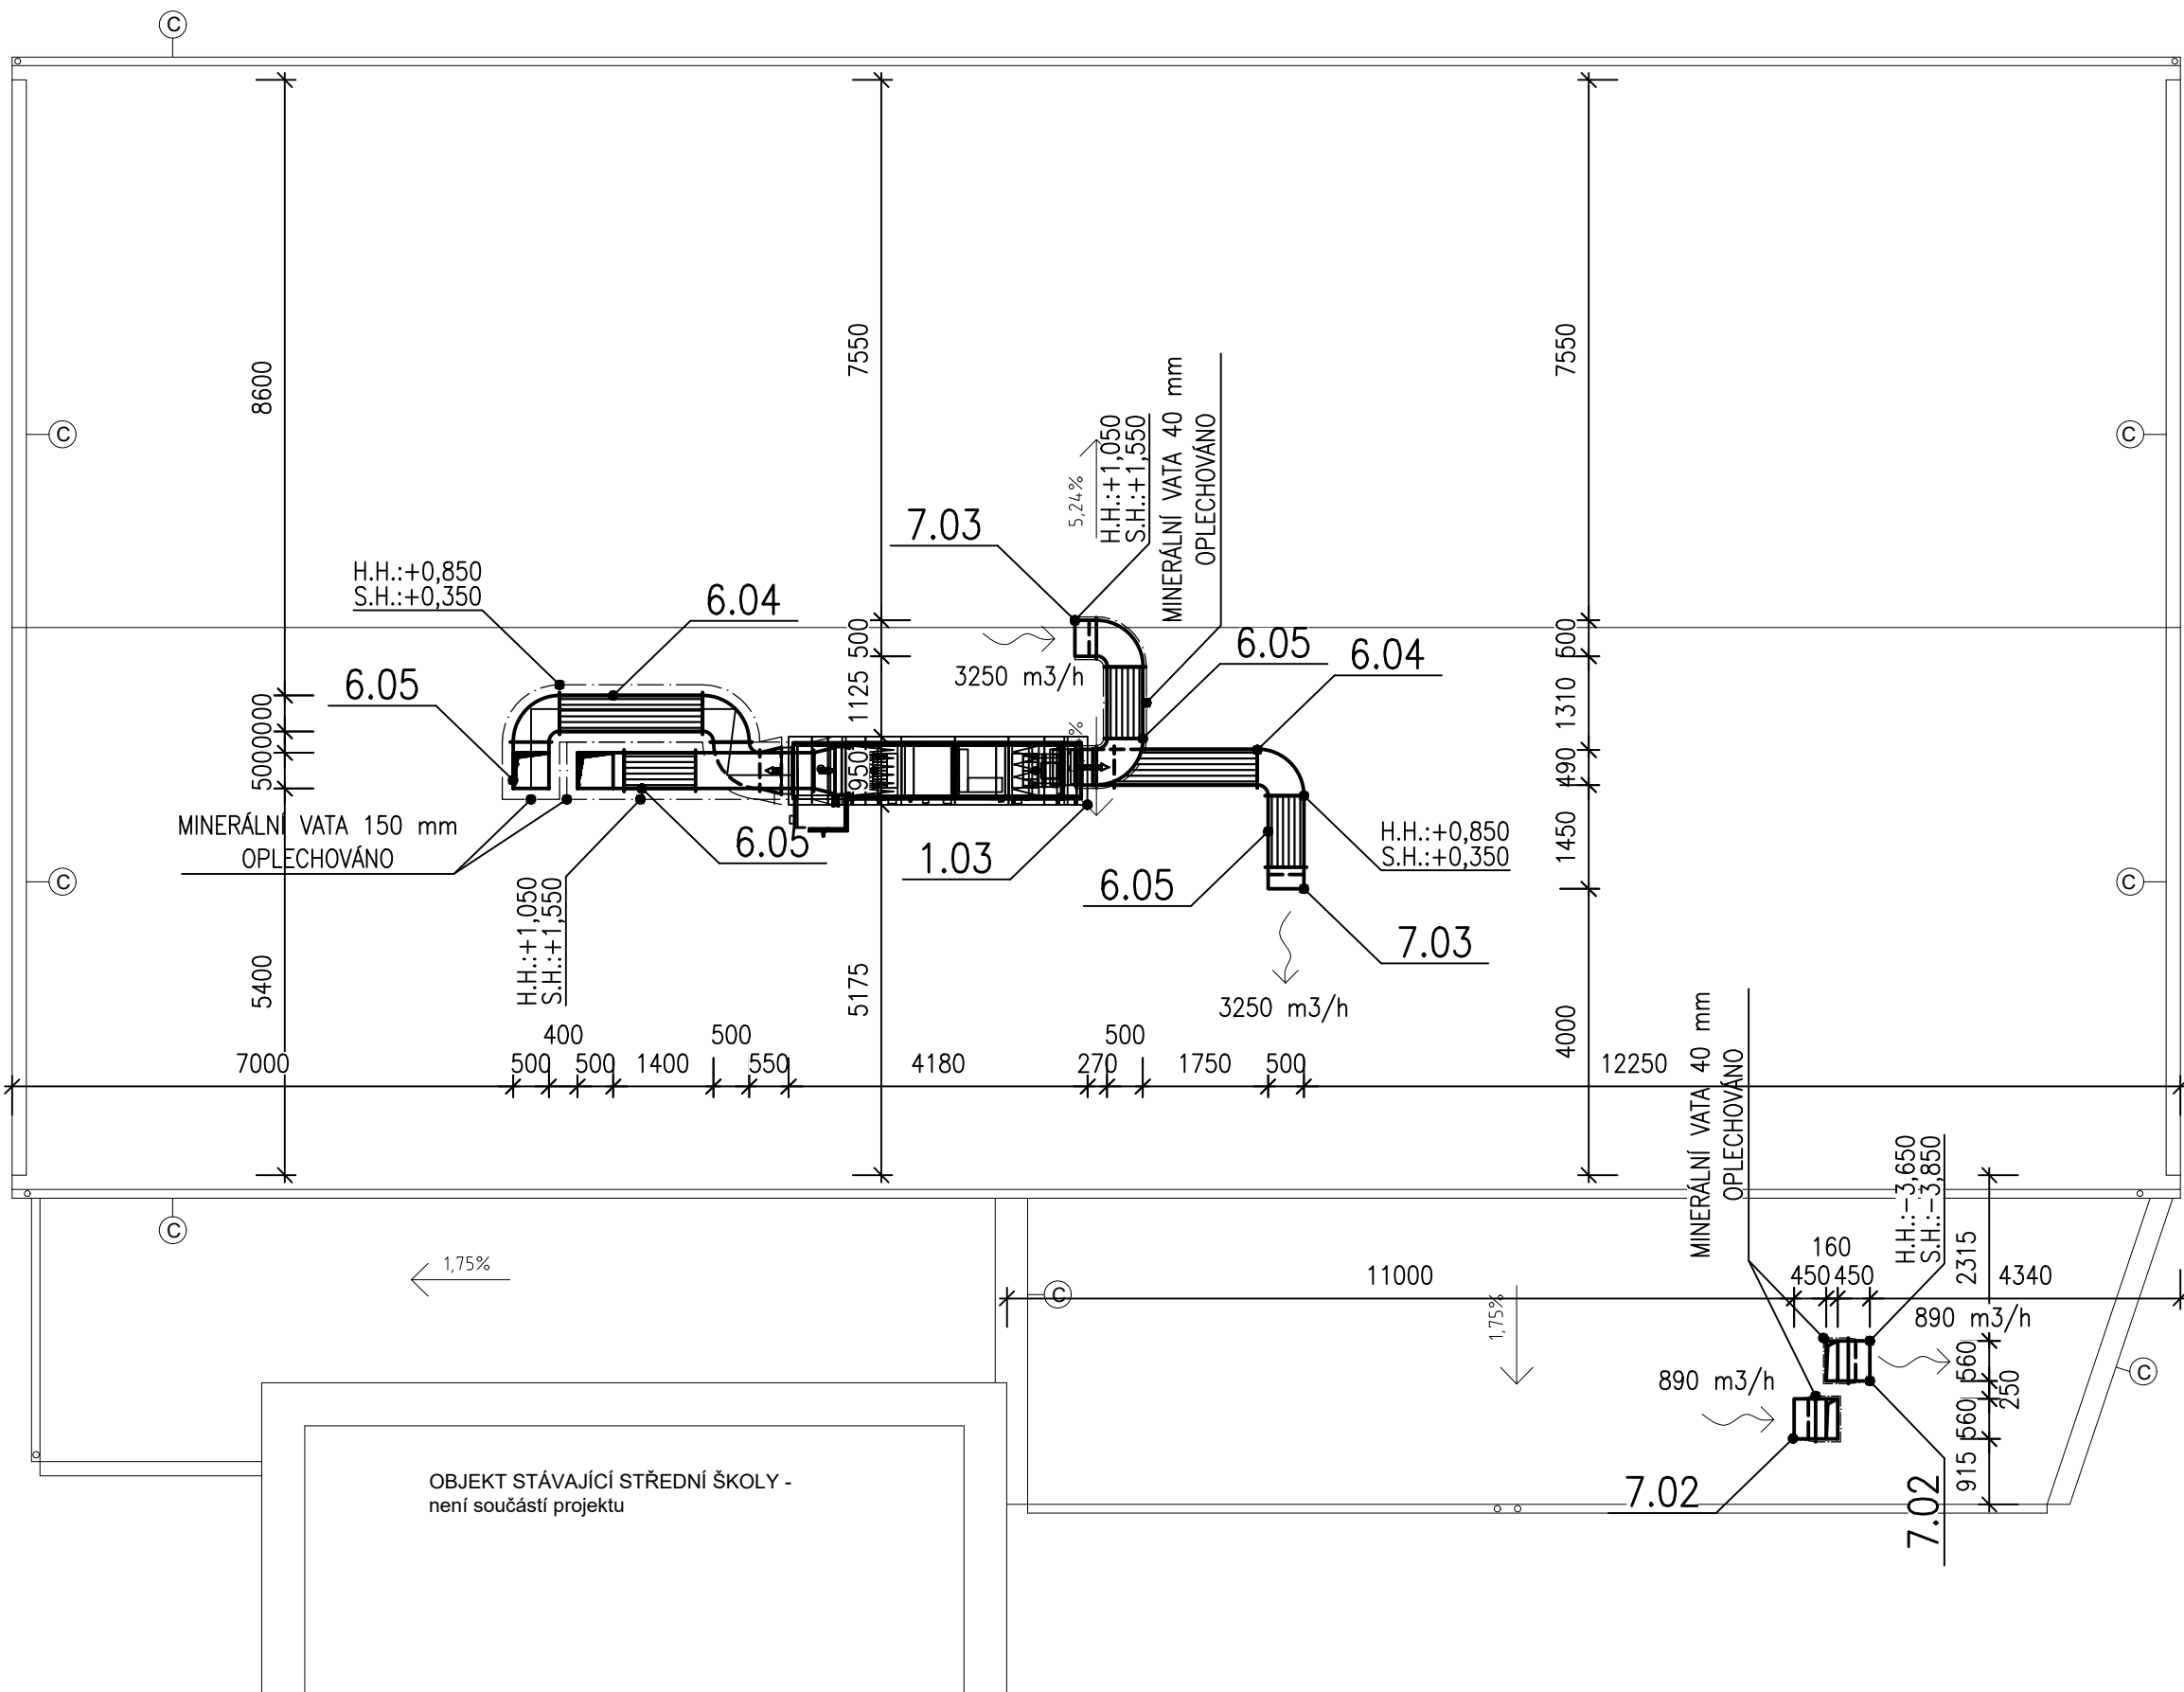 C
C
C
C
C
C
C
C
8600
7550
7550
5,24%
H.H.:+1,050
S.H.:+1,550
MINERÁLNÍ VATA 40 mm
OPLECHOVÁNO
7.03
H.H.:+0,850
S.H.:+0,350
6.04
6.05
3250 m3/h
6.05
6.04
500
1125
950
500
1310
490
1450
500
MINERÁLNÍ VATA 150 mm
OPLECHOVÁNO
6.05
1.03
6.05
H.H.:+0,850
S.H.:+0,350
7.03
H.H.:+1,050
S.H.:+1,550
3250 m3/h
5400
5175
4000
400
500
500
7000
500
500
1400
550
4180
270
1750
500
12250
MINERÁLNÍ VATA 40 mm
OPLECHOVÁNO
H.H.:-3,650
S.H.:-3,850
1,75%
11000
1,75%
160
450
450
2315
4340
890 m3/h
560
250
560
915
890 m3/h
7.02
7.02
C
OBJEKT STÁVAJÍCÍ STŘEDNÍ ŠKOLY -
není součástí projektu